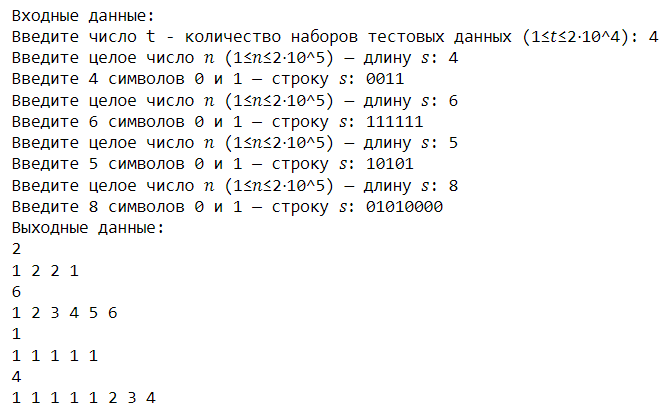 Входные данные:
Введите число t - количество наборов тестовых данных (1≤t≤2·10^4): 4
Введите целое число n (1≤n≤2·10^5) — длину s: 4
Введите 4 символов 0 и 1 — строку s: 0011
Введите целое число n (1≤n≤2·10^5) — длину s: 6
Введите 6 символов 0 и 1 — строку s: 111111
Введите целое число n (1≤n≤2·10^5) — длину s: 5
Введите 5 символов 0 и 1 — строку s: 10101
Введите целое число n (1≤n≤2·10^5) — длину s: 8
Введите 8 символов 0 и 1 — строку s: 01010000
Выходные данные:
2
1 2 2 1
6
1 2 3 4 5 6
1
1 1 1 1 1
4
1 1 1 1 1 2 3 4